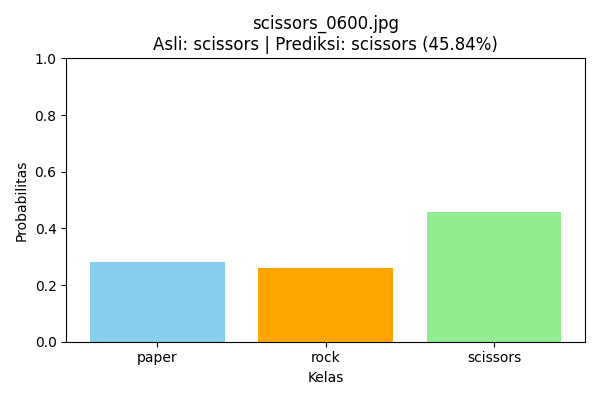 scissors_0600.jpg
Asli: scissors | Prediksi: scissors (45.84%)
1.0
0.8
0.6
0.4
0.2
0.0
Probabilitas
paper rock scissors
Kelas